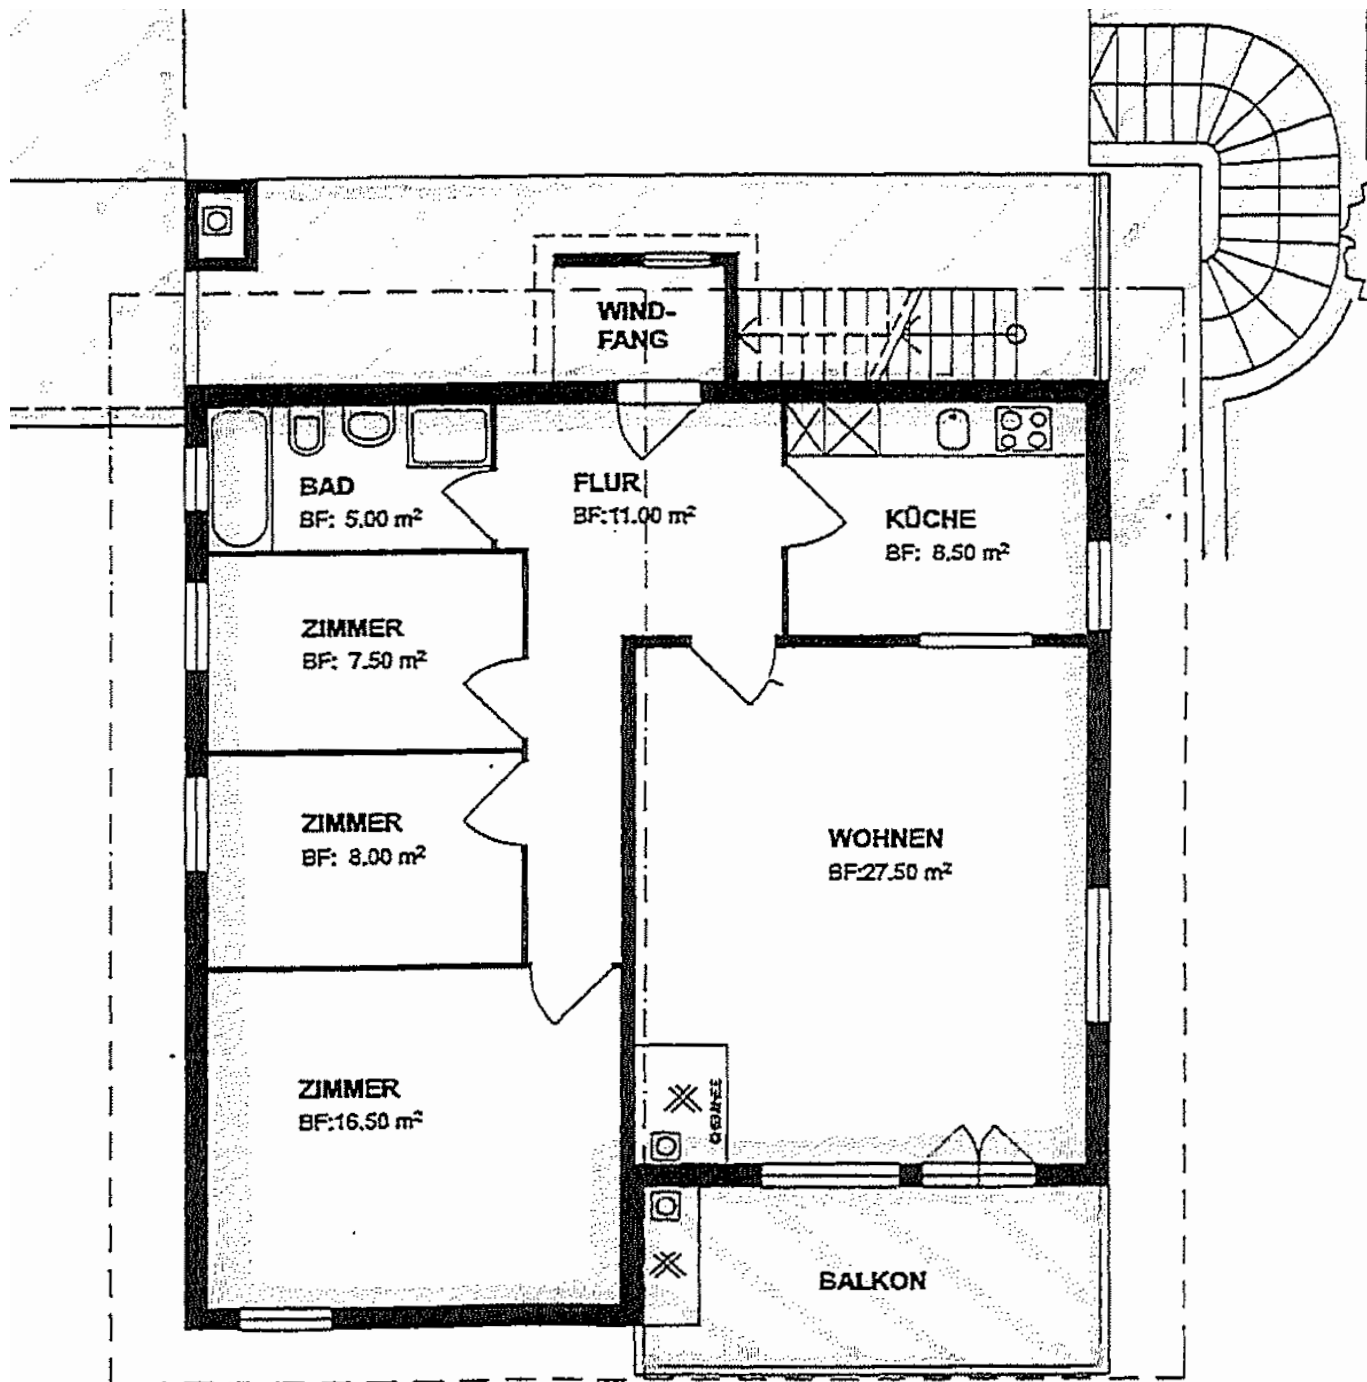 WIND-
FANG
BAD
BF: 5.00 m²
FLUR
BF:11.00 m²
KÜCHE
BF: 8.50 m²
ZIMMER
BF: 7.50 m²
ZIMMER
BF: 8.00 m²
WOHNEN
BF:27.50 m²
ZIMMER
BF:16.50 m²
BALKON